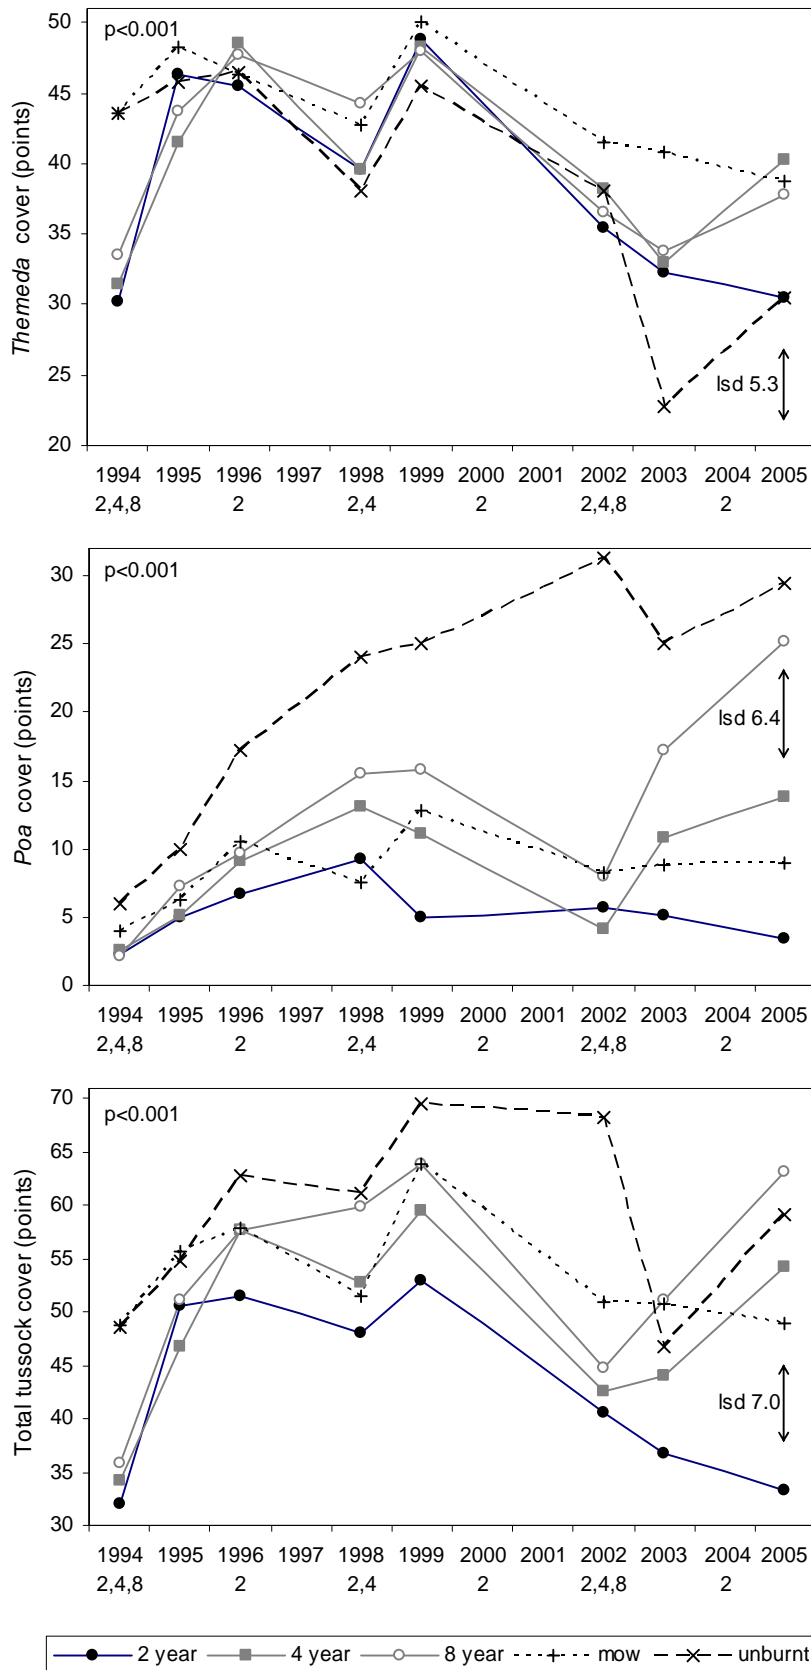 p<0.001
Themeda cover (points)
50
45
40
35
30
25
20
lsd 5.3
1994 1995 1996 1997 1998 1999 2000 2001 2002 2003 2004 2005
2,4,8 2 2,4 2 2,4,8 2
p<0.001
Poa cover (points)
30
25
20
15
10
5
0
lsd 6.4
1994 1995 1996 1997 1998 1999 2000 2001 2002 2003 2004 2005
2,4,8 2 2,4 2 2,4,8 2
p<0.001
Total tussock cover (points)
70
65
60
55
50
45
40
35
30
lsd 7.0
1994 1995 1996 1997 1998 1999 2000 2001 2002 2003 2004 2005
2,4,8 2 2,4 2 2,4,8 2
2 year 4 year 8 year mow unburnt